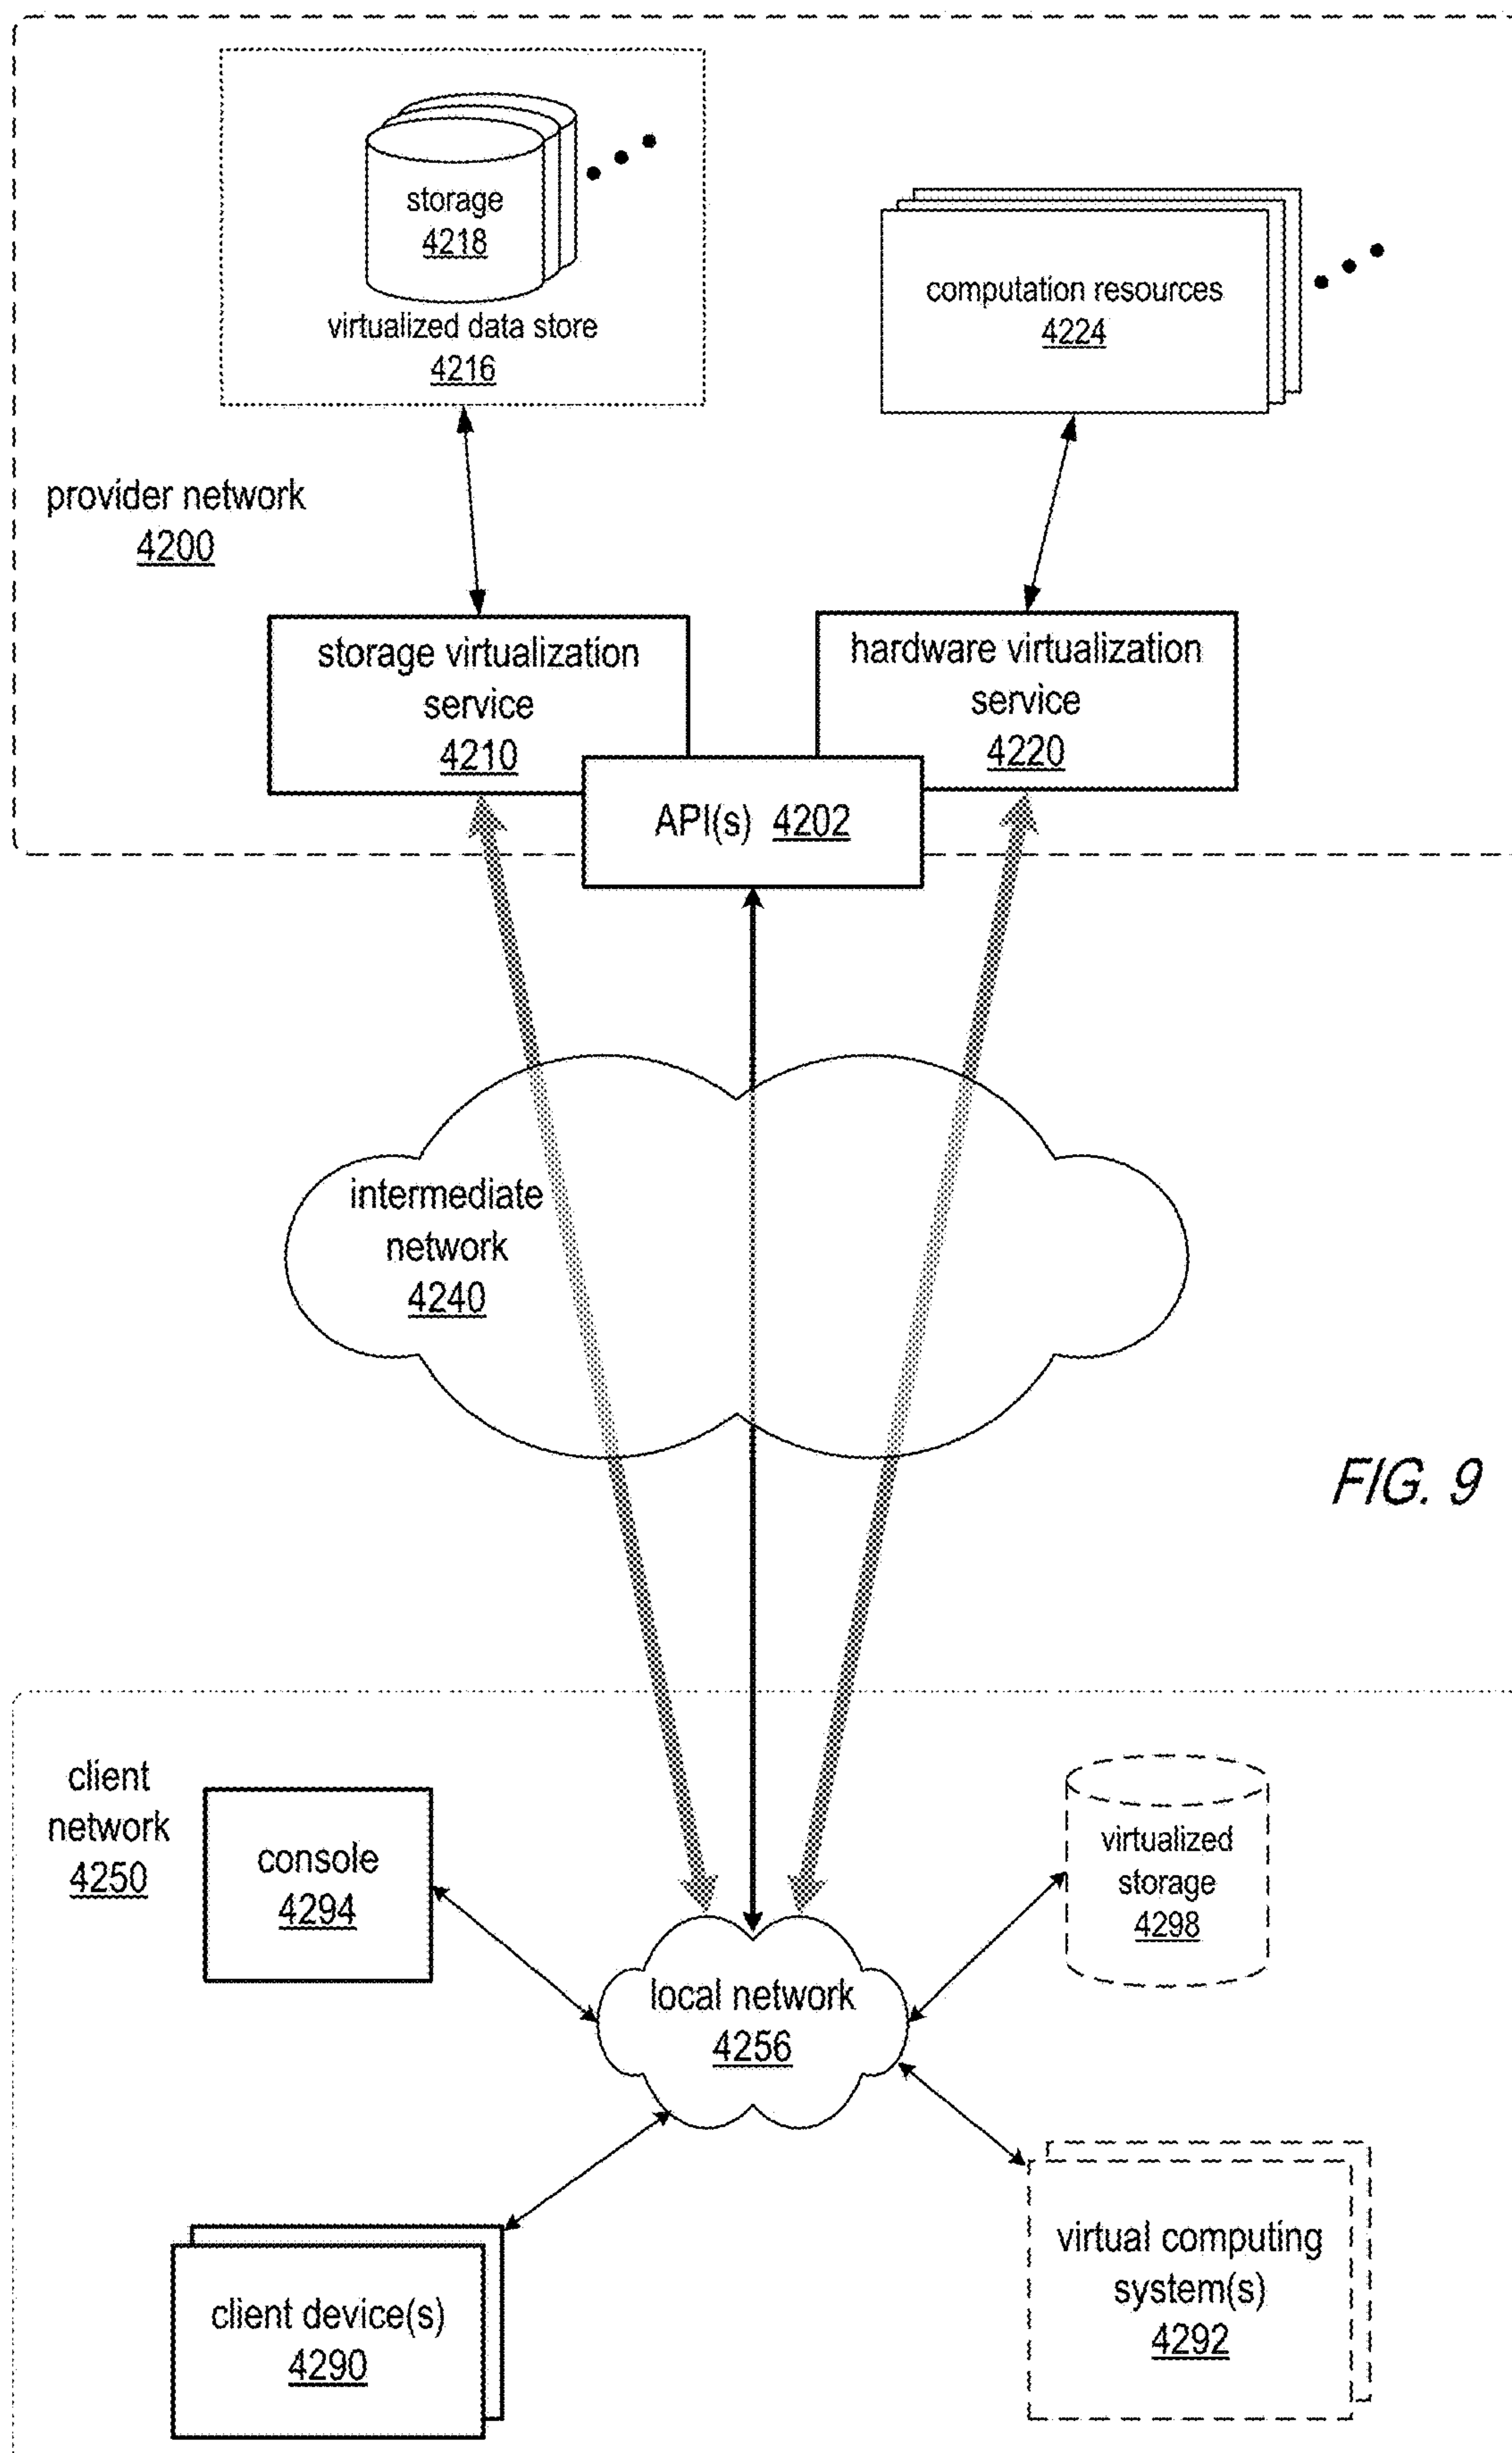 storage
4218
virtualized data store
4216
computation resources
4224
provider network
4200
storage virtualization
service
4210
hardware virtualization
service
4220
API(s) 4202
intermediate
network
4240
FIG. 9
client
network
4250
console
4294
virtualized
storage
4298
local network
4256
client device(s)
4290
virtual computing
system(s)
4292